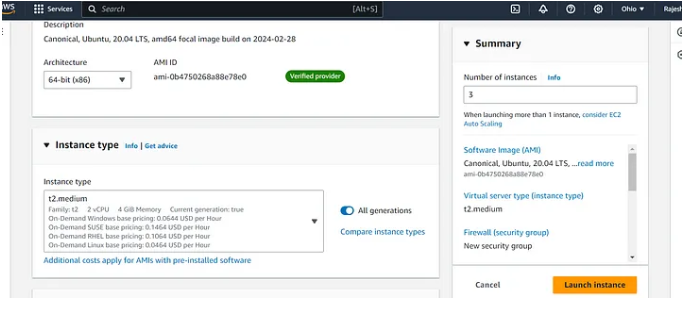 aws
Services
Search
[Alt+S]
Ohio
Rajesh
Description
Canonical, Ubuntu, 20.04 LTS, amd64 focal image build on 2024-02-28
Architecture
AMI ID
64-bit (x86)
ami-0b4750268a88e78e0
Verified provider
Instance type
Info | Get advice
Instance type
t2.medium
Family: t2 2 vCPU 4 GiB Memory Current generation: true
On-Demand Windows base pricing: 0.0644 USD per Hour
On-Demand SUSE base pricing: 0.1464 USD per Hour
On-Demand RHEL base pricing: 0.1064 USD per Hour
On-Demand Linux base pricing: 0.0464 USD per Hour
All generations
Compare instance types
Additional costs apply for AMIs with pre-installed software
Summary
Number of instances Info
3
When launching more than 1 instance, consider EC2
Auto Scaling
Software Image (AMI)
Canonical, Ubuntu, 20.04 LTS, ...read more
ami-0b4750268a88e78e0
Virtual server type (instance type)
t2.medium
Firewall (security group)
New security group
Cancel
Launch instance